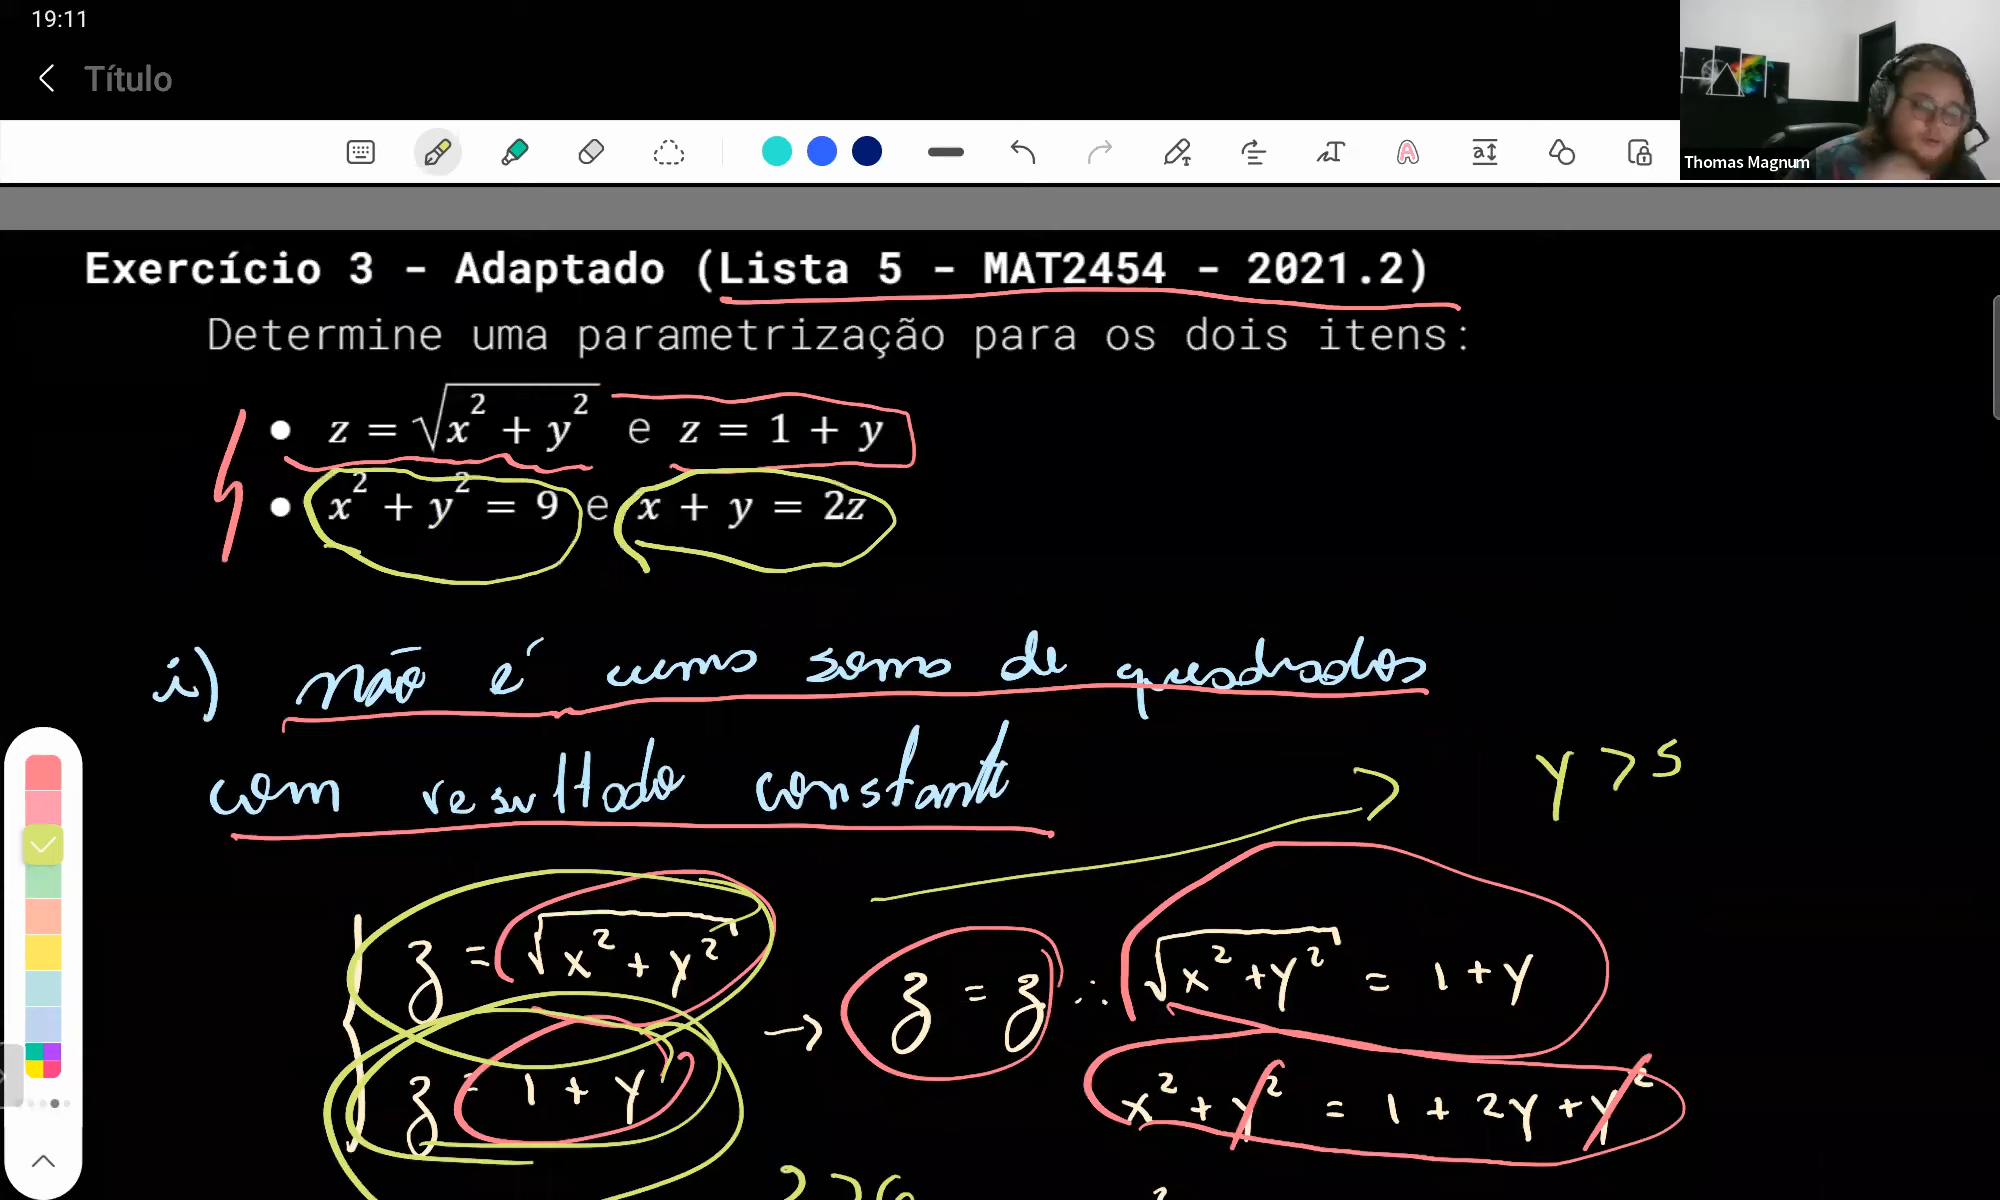 19:11
Título
Thomas Magnum
Exercício 3 - Adaptado (Lista 5 - MAT2454 - 2021.2)
Determine uma parametrização para os dois itens:
• z = √x² + y² e z = 1 + y
• x² + y² = 9 e x + y = 2z
i) não é uma soma de quadrados
com resultado constante
y > 5
z = √x² + y² → z = z ∴ √x² + y² = 1 + y
z = 1 + y
x² + y² = 1 + 2y + y²